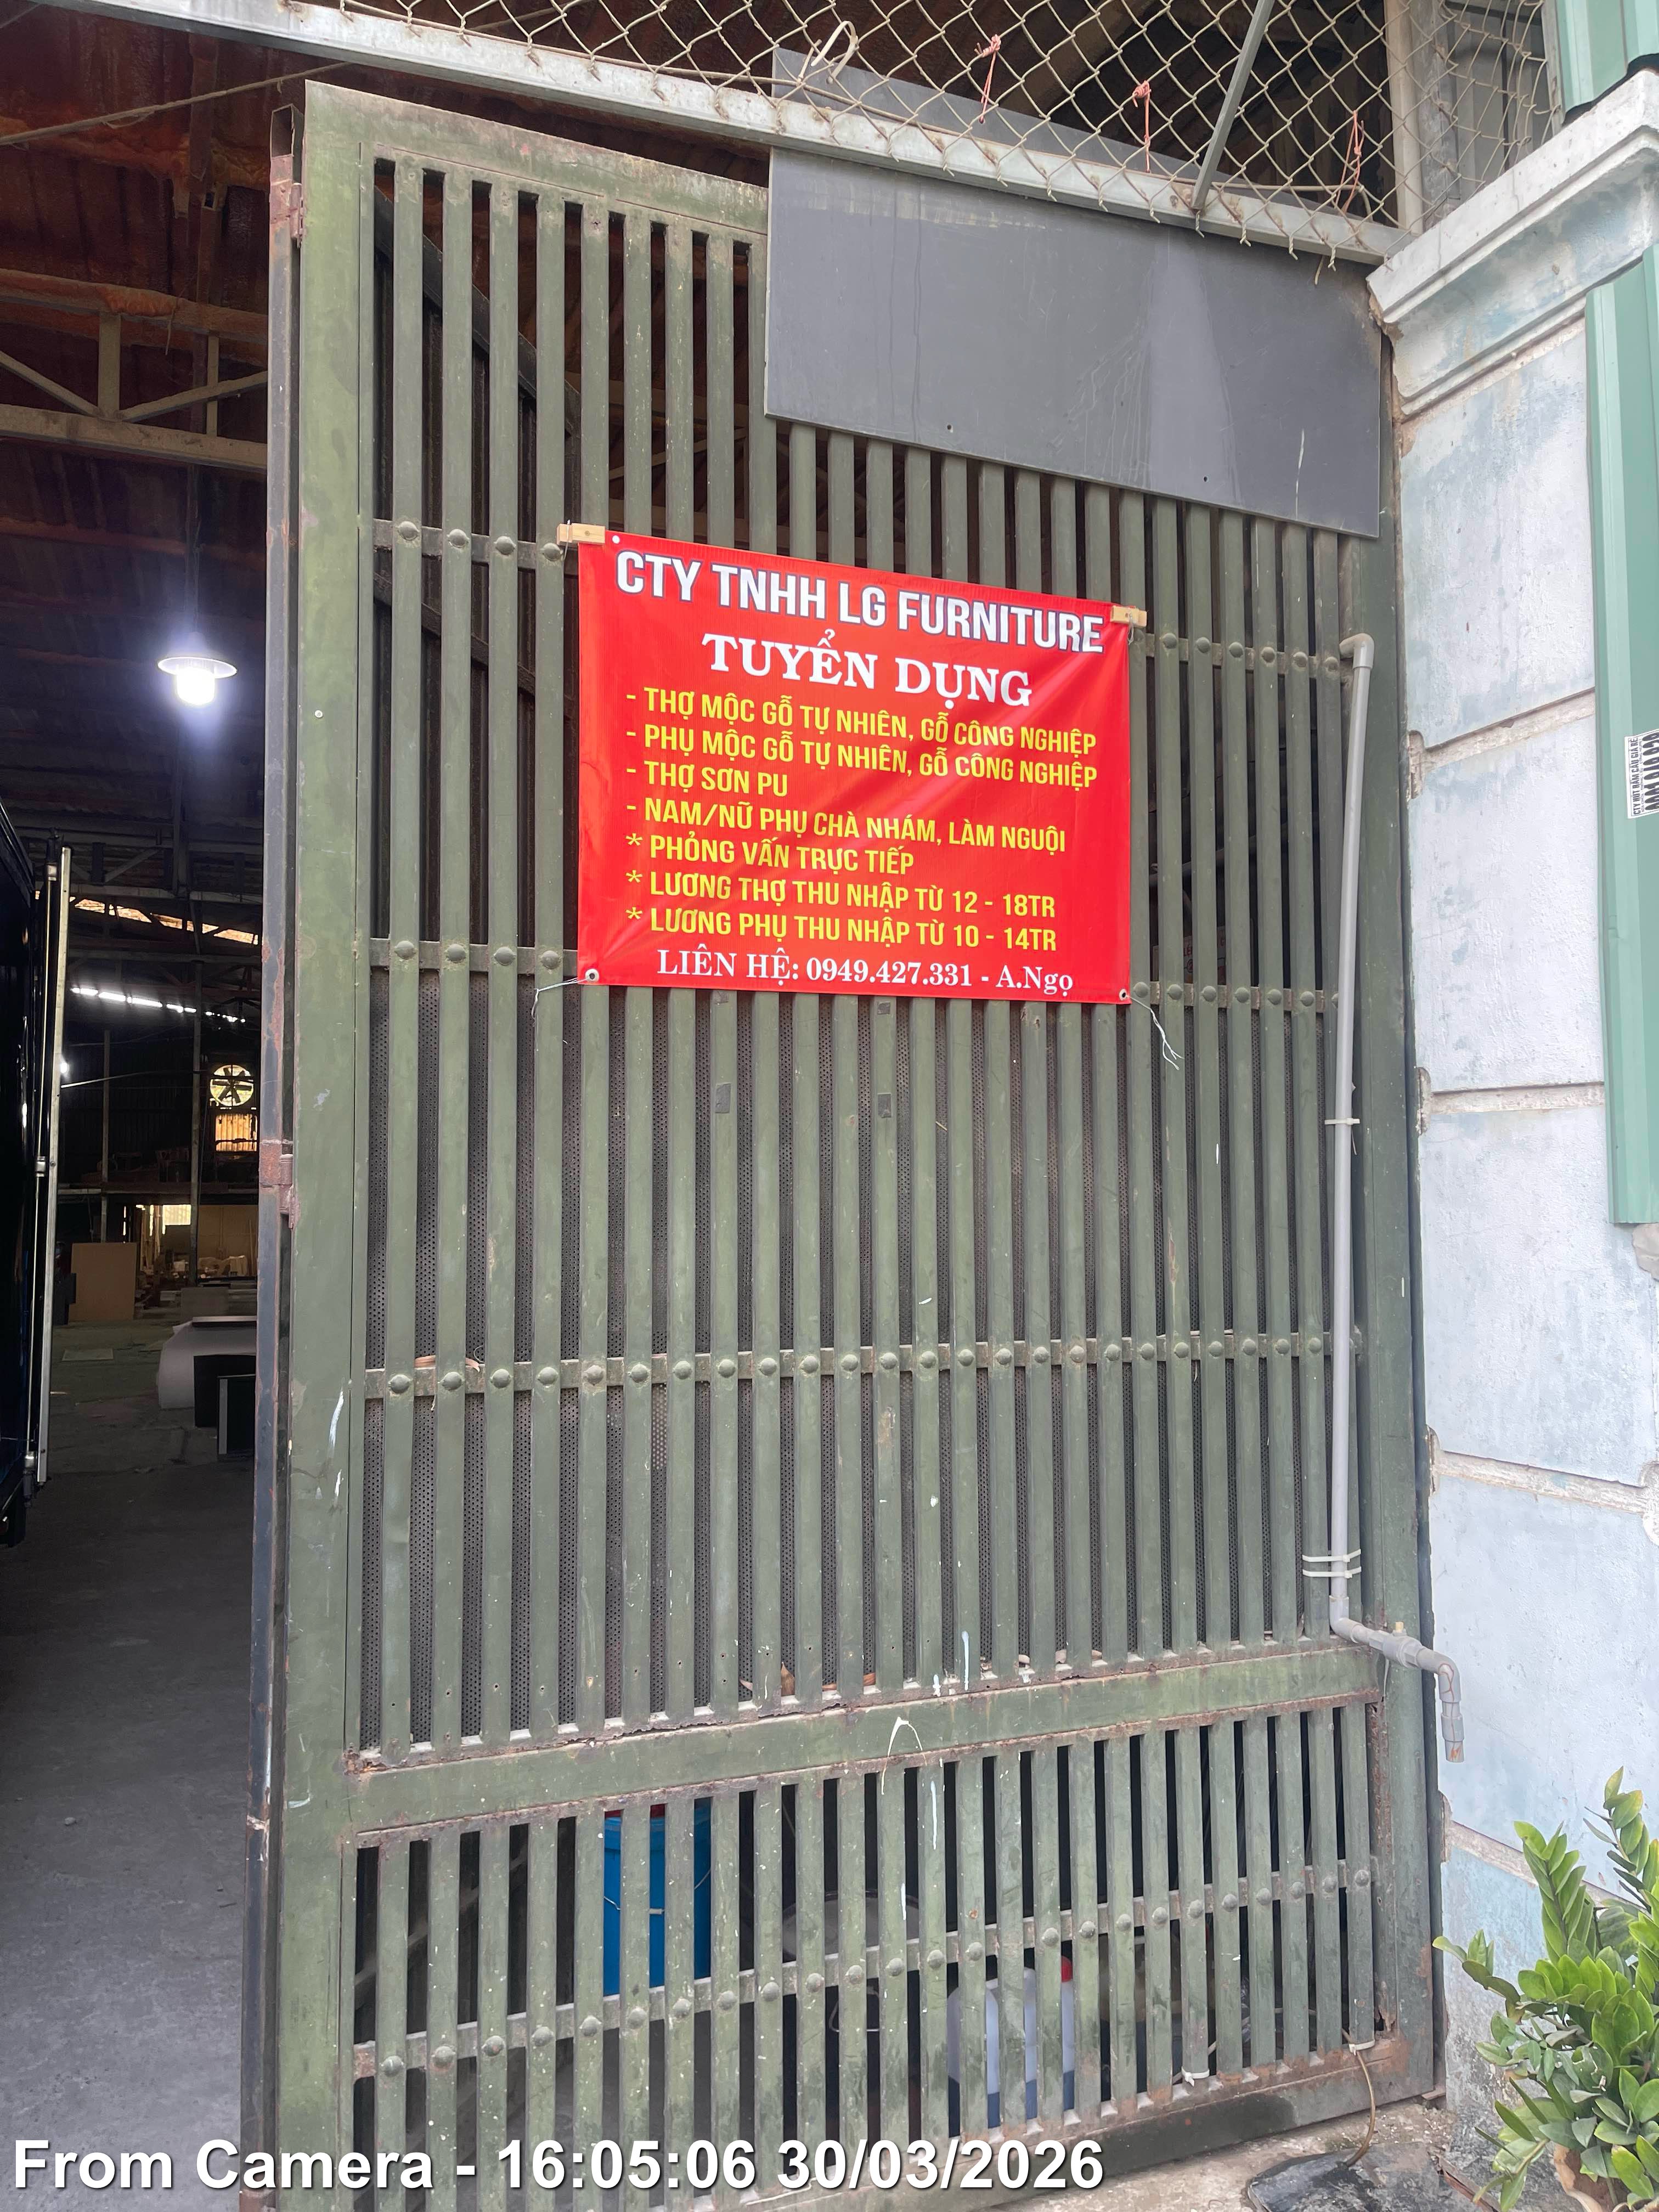 CTY TNHH LG FURNITURE
TUYỂN DỤNG
- THỢ MỘC GỖ TỰ NHIÊN, GỖ CÔNG NGHIỆP
- PHỤ MỘC GỖ TỰ NHIÊN, GỖ CÔNG NGHIỆP
- THỢ SƠN PU
- NAM/NỮ PHỤ CHÀ NHÁM, LÀM NGUỘI
* PHỎNG VẤN TRỰC TIẾP
* LƯƠNG THỢ THU NHẬP TỪ 12 - 18TR
* LƯƠNG PHỤ THU NHẬP TỪ 10 - 14TR
LIÊN HỆ: 0949.427.331 - A.Ngọ
From Camera - 16:05:06 30/03/2026